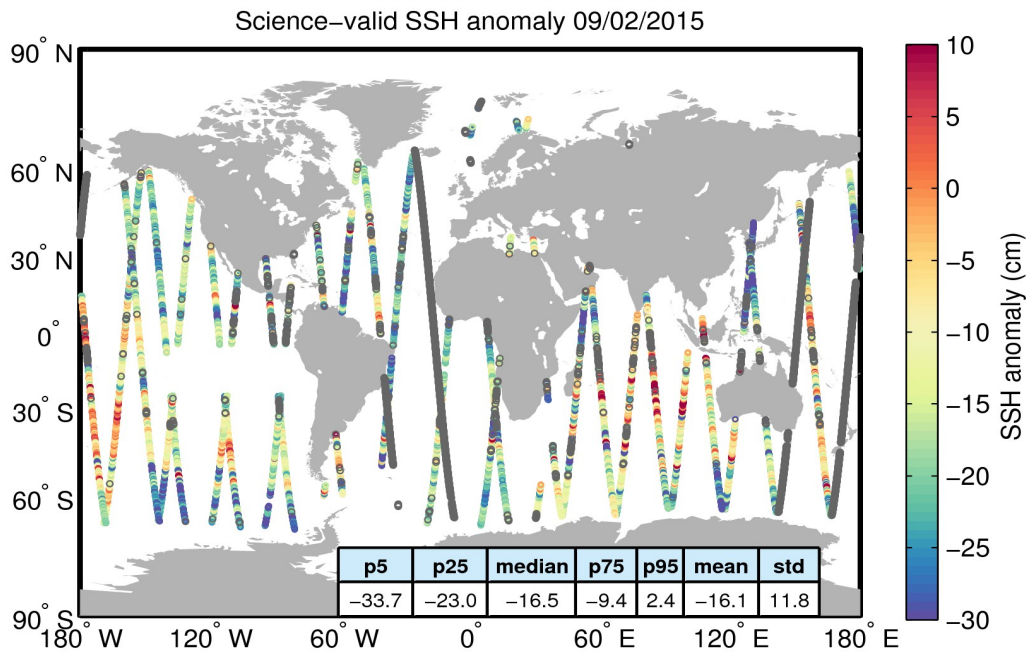 Science−valid SSH anomaly 09/02/2015
90° N
60° N
30° N
0°
30° S
60° S
90° S
180° W
120° W
60° W
0°
60° E
120° E
180° E
10
5
0
−5
−10
−15
−20
−25
−30
SSH anomaly (cm)
p5 p25 median p75 p95 mean std
−33.7 −23.0 −16.5 −9.4 2.4 −16.1 11.8